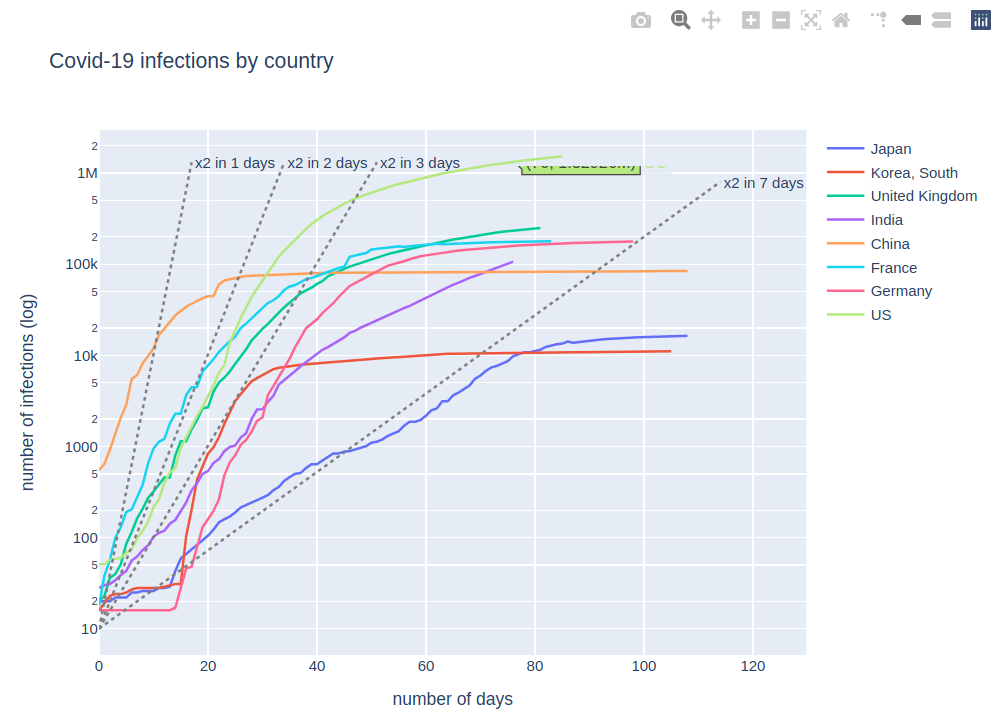 Covid-19 infections by country
2
1M
5
2
100k
5
2
10k
5
2
1000
5
2
100
5
2
10
0
20
40
60
80
100
120
number of days
number of infections (log)
x2 in 1 days
x2 in 2 days
x2 in 3 days
x2 in 7 days
Japan
Korea, South
United Kingdom
India
China
France
Germany
US